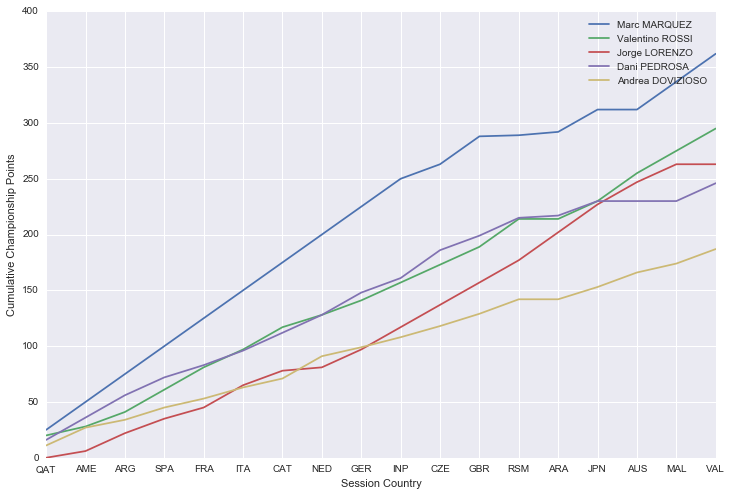 400
350
300
250
200
150
100
50
0
Cumulative Championship Points
Marc MARQUEZ
Valentino ROSSI
Jorge LORENZO
Dani PEDROSA
Andrea DOVIZIOSO
QAT AME ARG SPA FRA ITA CAT NED GER INP CZE GBR RSM ARA JPN AUS MAL VAL
Session Country